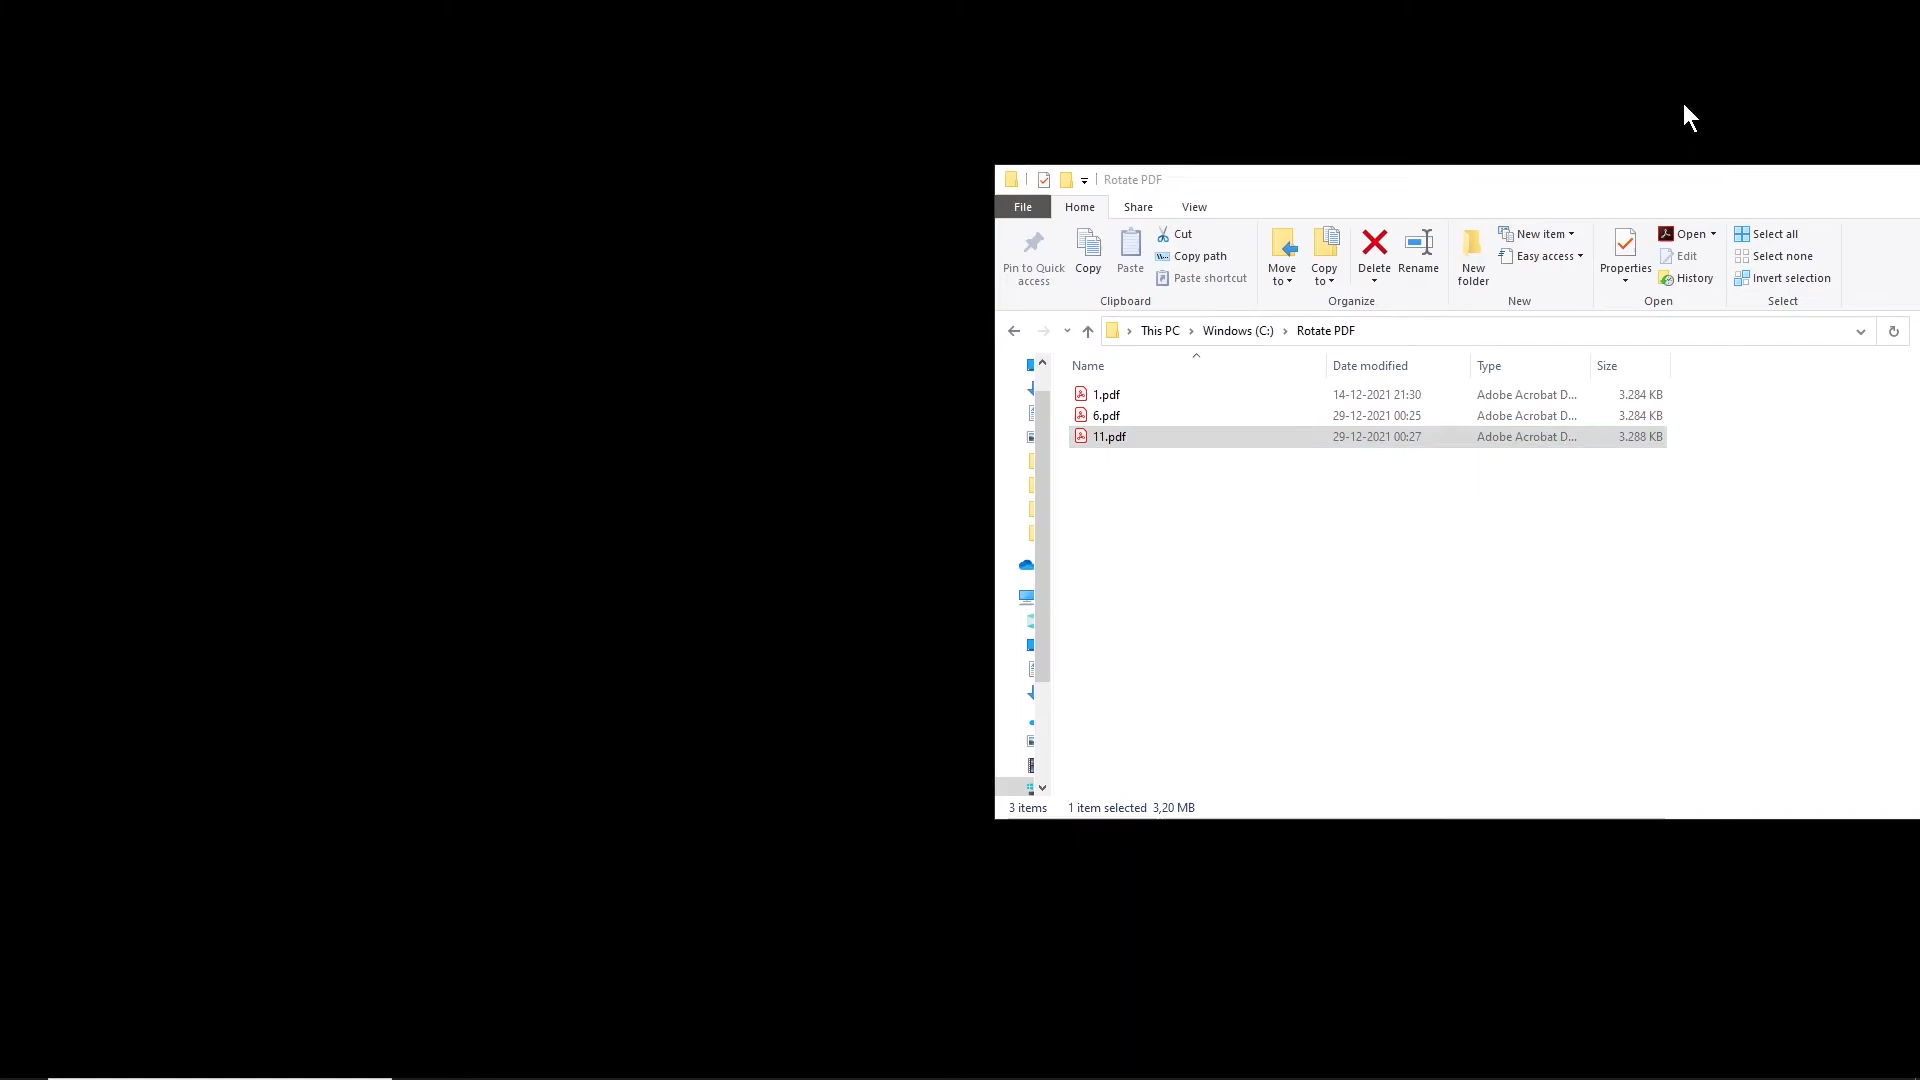 Rotate PDF
File Home Share View
Pin to Quick access
Copy
Paste
Cut
Copy path
Paste shortcut
Clipboard
Move to
Copy to
Delete
Rename
Organize
New folder
New item
Easy access
New
Properties
Open
Edit
History
Open
Select all
Select none
Invert selection
Select
This PC Windows (C:) Rotate PDF
Name Date modified Type Size
1.pdf 14-12-2021 21:30 Adobe Acrobat D... 3.284 KB
6.pdf 29-12-2021 00:25 Adobe Acrobat D... 3.284 KB
11.pdf 29-12-2021 00:27 Adobe Acrobat D... 3.288 KB
3 items 1 item selected 3,20 MB